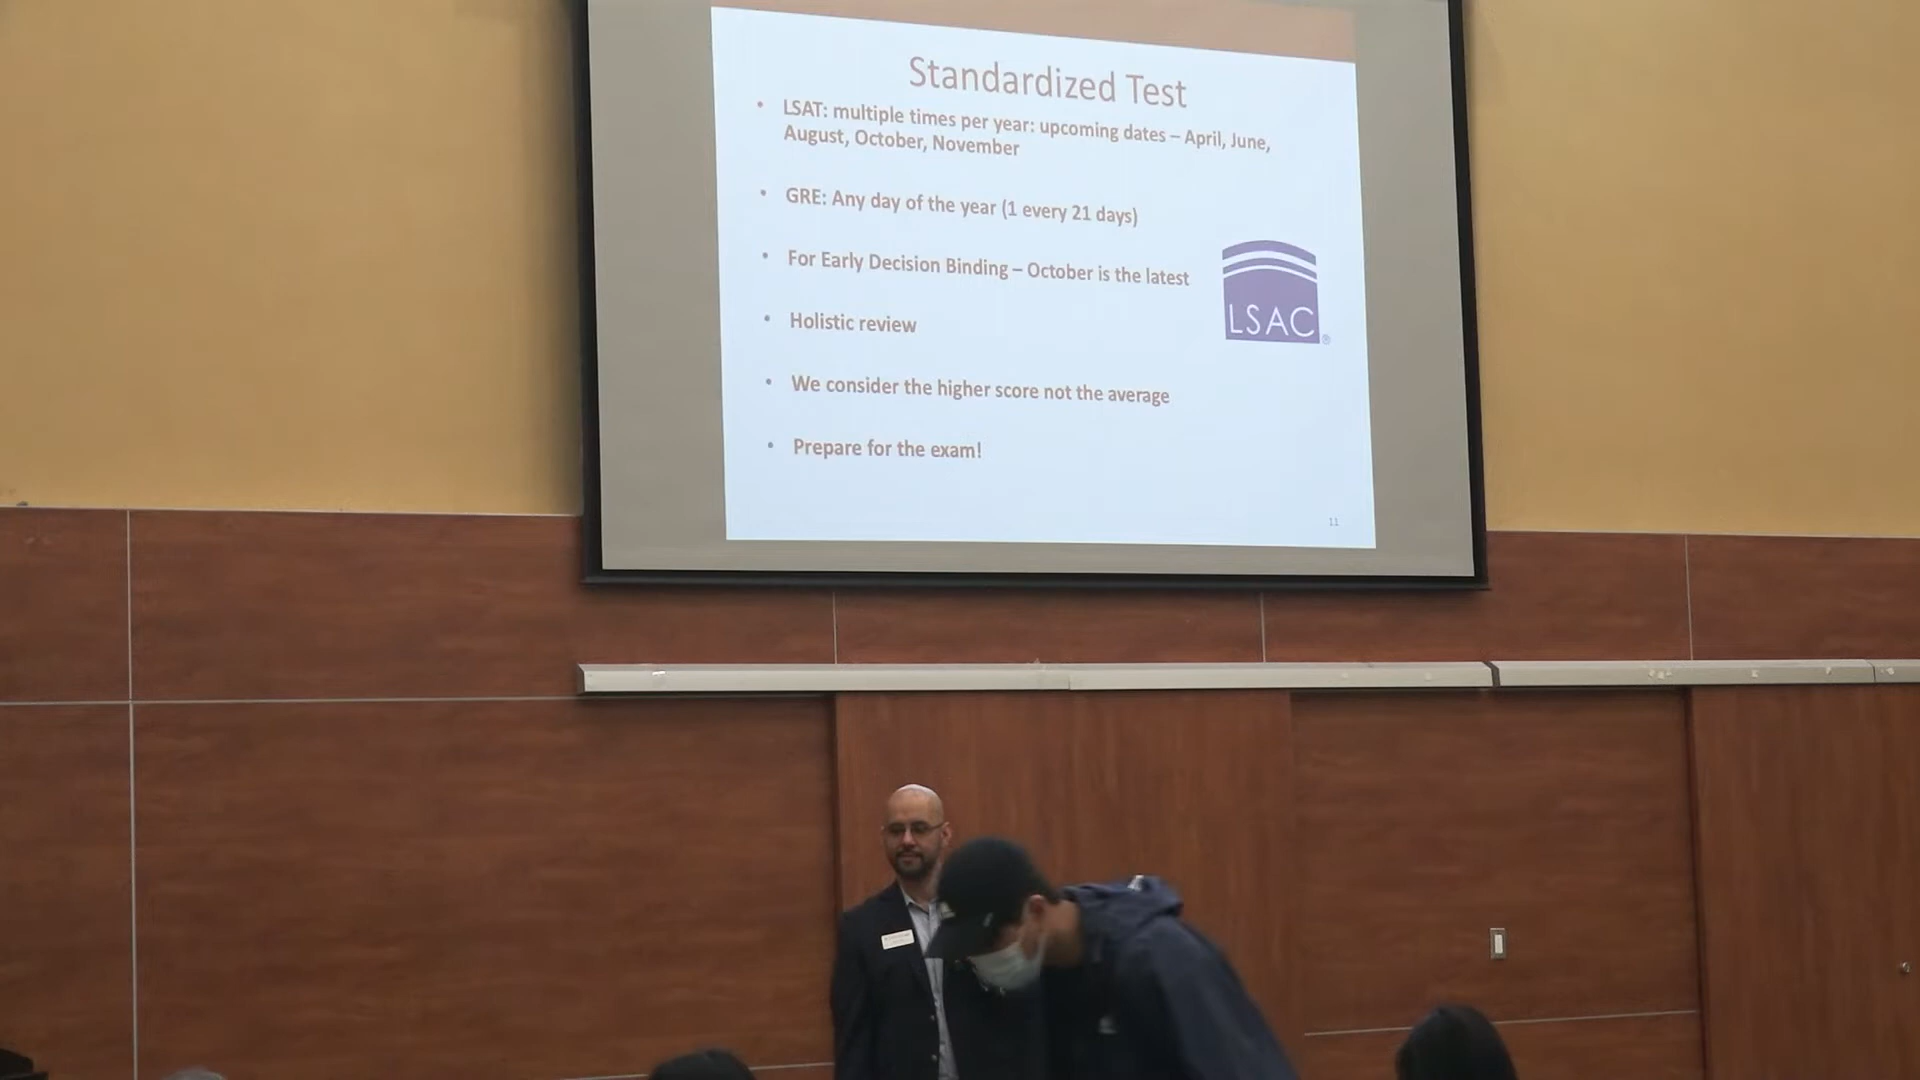 Standardized Test
• LSAT: multiple times per year: upcoming dates – April, June,
August, October, November
• GRE: Any day of the year (1 every 21 days)
• For Early Decision Binding – October is the latest
LSAC®
• Holistic review
• We consider the higher score not the average
• Prepare for the exam!
11